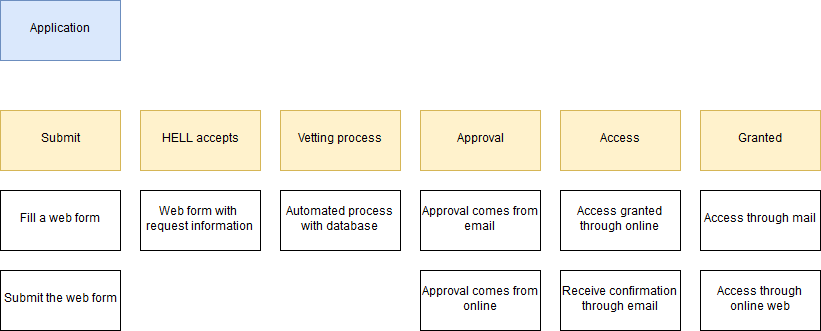 Application
Submit
HELL accepts
Vetting process
Approval
Access
Granted
Fill a web form
Web form with
request information
Automated process
with database
Approval comes from
email
Access granted
through online
Access through mail
Submit the web form
Approval comes from
online
Receive confirmation
through email
Access through
online web